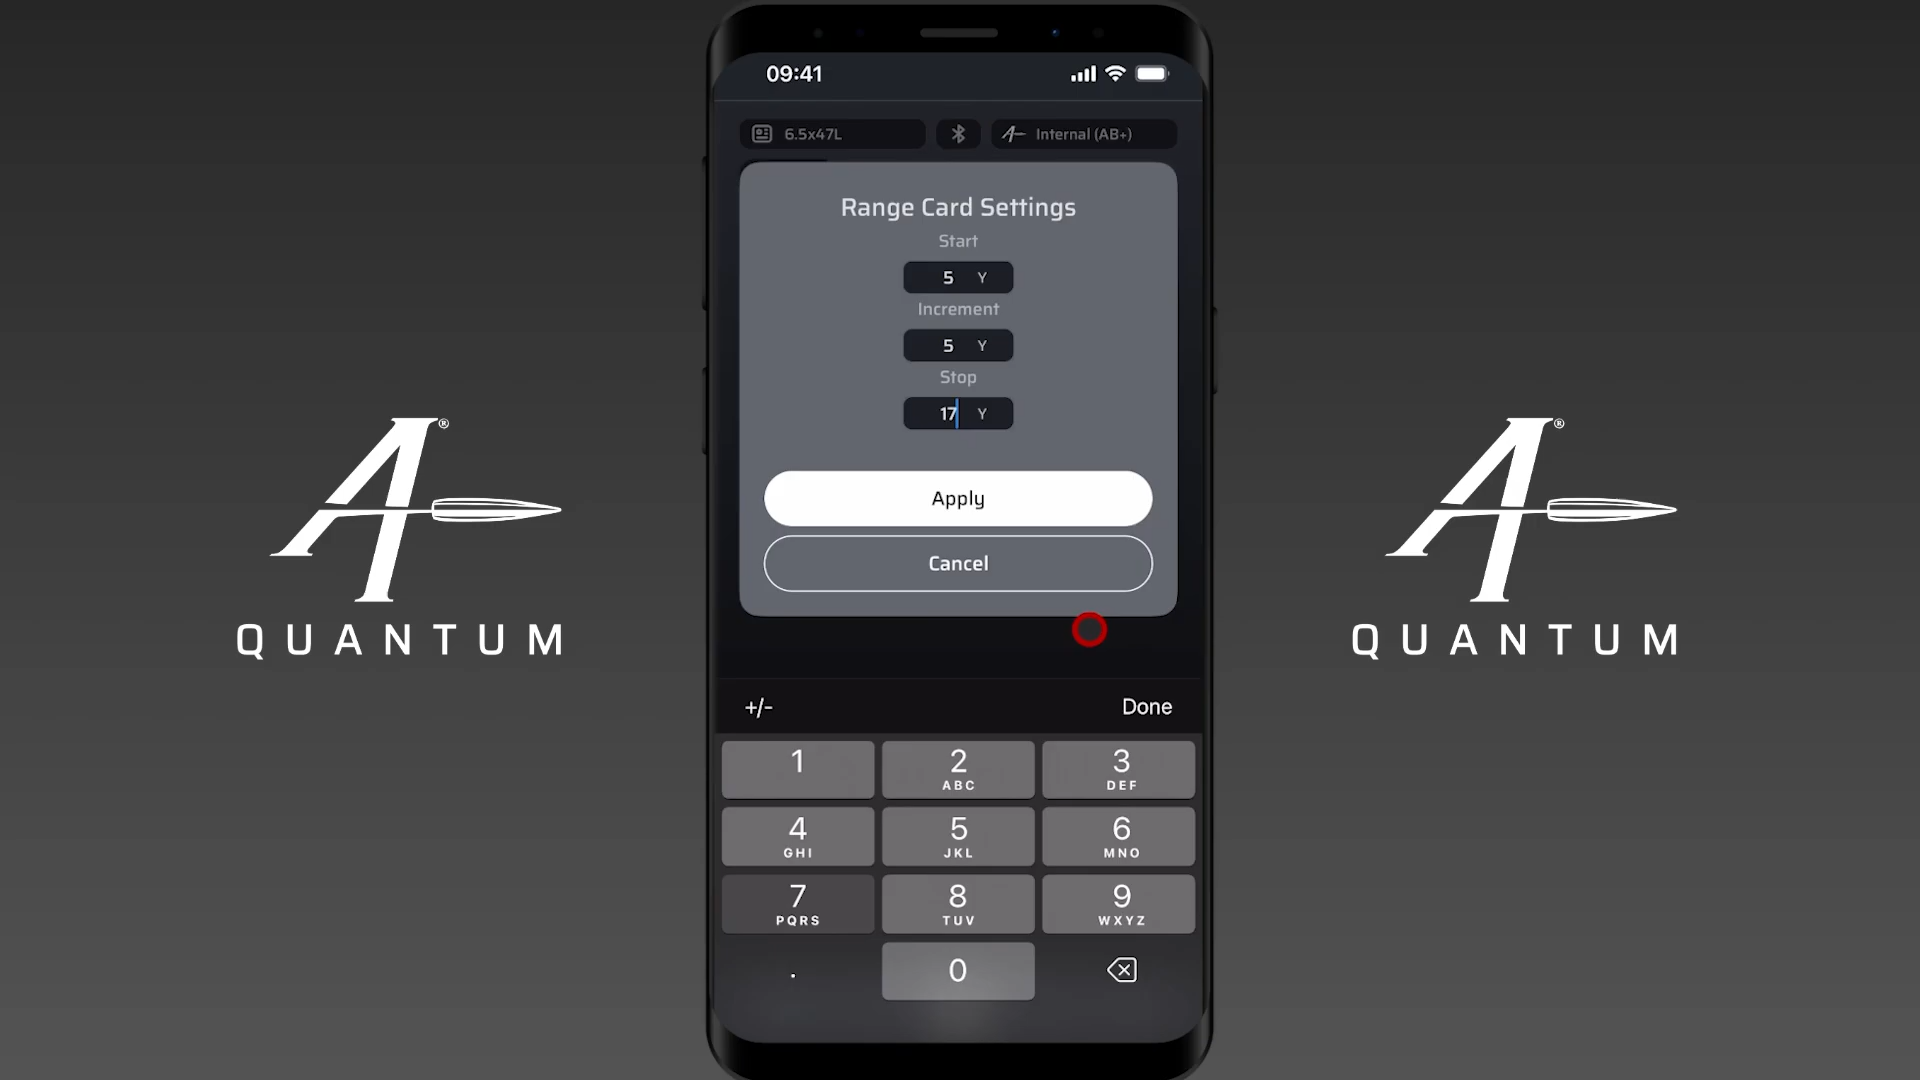 09:41
6.5x47L
Internal (AB+)
Range Card Settings
Start
5 Y
Increment
5 Y
Stop
17 Y
Apply
Cancel
+/-
Done
1
2
ABC
3
DEF
4
GHI
5
JKL
6
MNO
7
PQRS
8
TUV
9
WXYZ
.
0
A®
QUANTUM
A®
QUANTUM